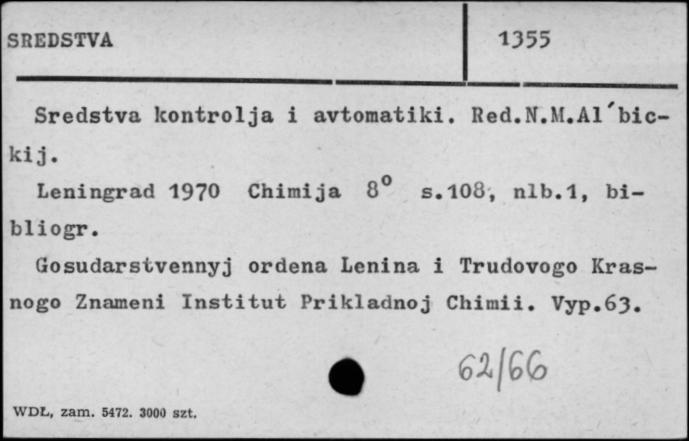 SREDSTVA 1355
Sredstva kontrolja i avtomatiki. Red.N.M.Al´bic-
kij.
Leningrad 1970 Chimija 8° s.108, nlb.1, bi-
bliogr.
Gosudarstvennyj ordena Lenina i Trudovogo Kras-
nogo Znameni Institut Prikladnoj Chimii. Vyp.63.
62/66
WDŁ, zam. 5472. 3000 szt.